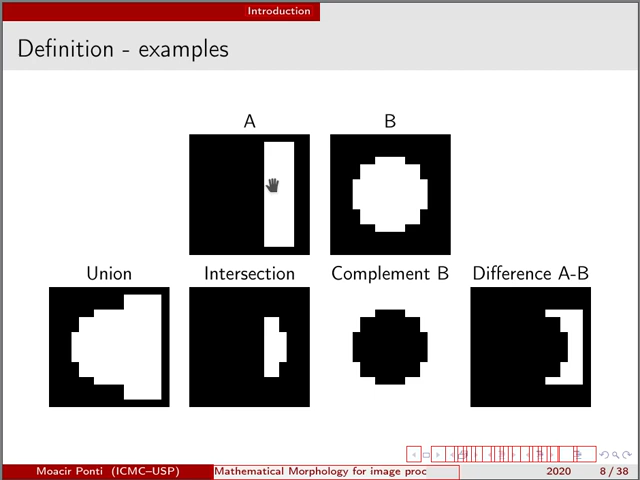 Introduction
Definition - examples
A B
Union Intersection Complement B Difference A-B
Moacir Ponti (ICMC–USP) Mathematical Morphology for image proc 2020 8 / 38